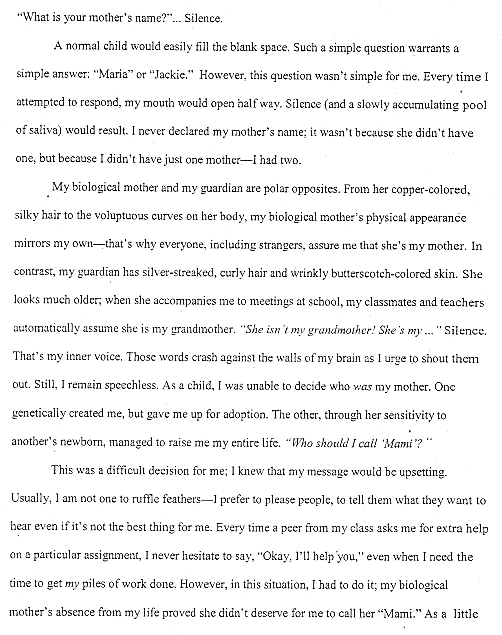 “What is your mother’s name?”... Silence.
A normal child would easily fill the blank space. Such a simple question warrants a
simple answer: “Maria” or “Jackie.” However, this question wasn’t simple for me. Every time I
attempted to respond, my mouth would open half way. Silence (and a slowly accumulating pool
of saliva) would result. I never declared my mother’s name; it wasn’t because she didn’t have
one, but because I didn’t have just one mother—I had two.
My biological mother and my guardian are polar opposites. From her copper-colored,
silky hair to the voluptuous curves on her body, my biological mother’s physical appearance
mirrors my own—that’s why everyone, including strangers, assure me that she’s my mother. In
contrast, my guardian has silver-streaked, curly hair and wrinkly butterscotch-colored skin. She
looks much older; when she accompanies me to meetings at school, my classmates and teachers
automatically assume she is my grandmother. “She isn’t my grandmother! She’s my ... ” Silence.
That’s my inner voice. Those words crash against the walls of my brain as I urge to shout them
out. Still, I remain speechless. As a child, I was unable to decide who was my mother. One
genetically created me, but gave me up for adoption. The other, through her sensitivity to
another’s newborn, managed to raise me my entire life. “Who should I call ‘Mami’? ”
This was a difficult decision for me; I knew that my message would be upsetting.
Usually, I am not one to ruffle feathers—I prefer to please people, to tell them what they want to
hear even if it’s not the best thing for me. Every time a peer from my class asks me for extra help
on a particular assignment, I never hesitate to say, “Okay, I’ll help you,” even when I need the
time to get my piles of work done. However, in this situation, I had to do it; my biological
mother’s absence from my life proved she didn’t deserve for me to call her “Mami.” As a little